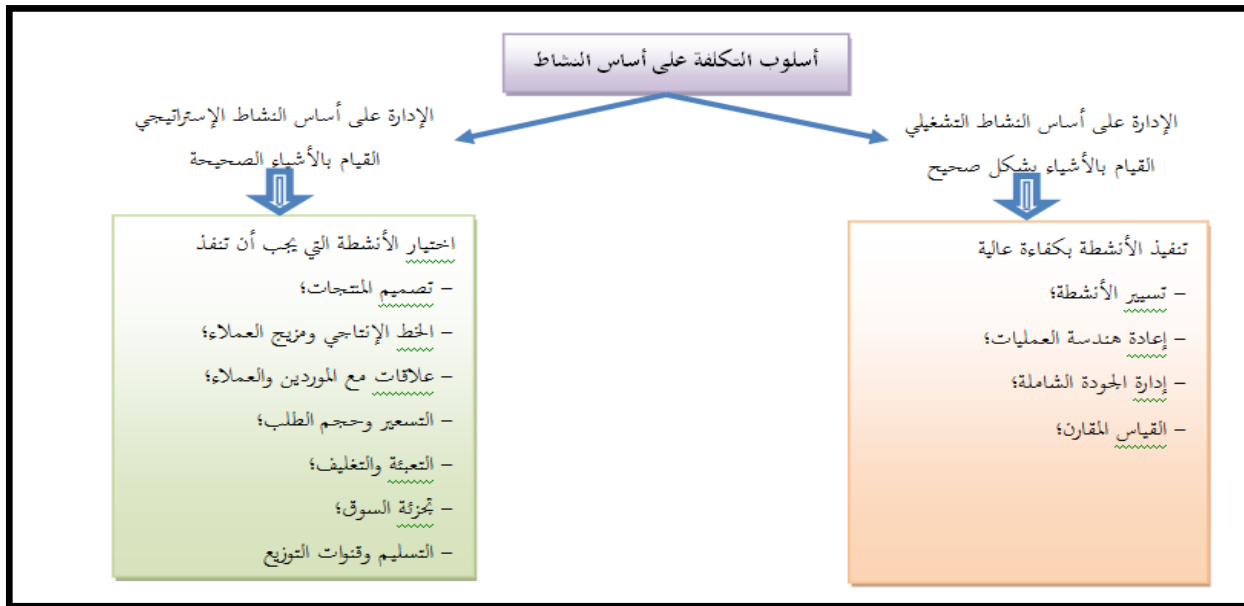 أسلوب التكلفة على أساس النشاط
الإدارة على أساس النشاط التشغيلي
القيام بالأشياء بشكل صحيح
تنفيذ الأنشطة بكفاءة عالية
– تسيير الأنشطة؛
– إعادة هندسة العمليات؛
– إدارة الجودة الشاملة؛
– القياس المقارن؛
الإدارة على أساس النشاط الإستراتيجي
القيام بالأشياء الصحيحة
اختيار الأنشطة التي يجب أن تنفذ
– تصميم المنتجات؛
– الخط الإنتاجي ومزيج العملاء؛
– علاقات مع الموردين والعملاء؛
– التسعير وحجم الطلب؛
– التعبئة والتغليف؛
– تجزئة السوق؛
– التسليم وقنوات التوزيع